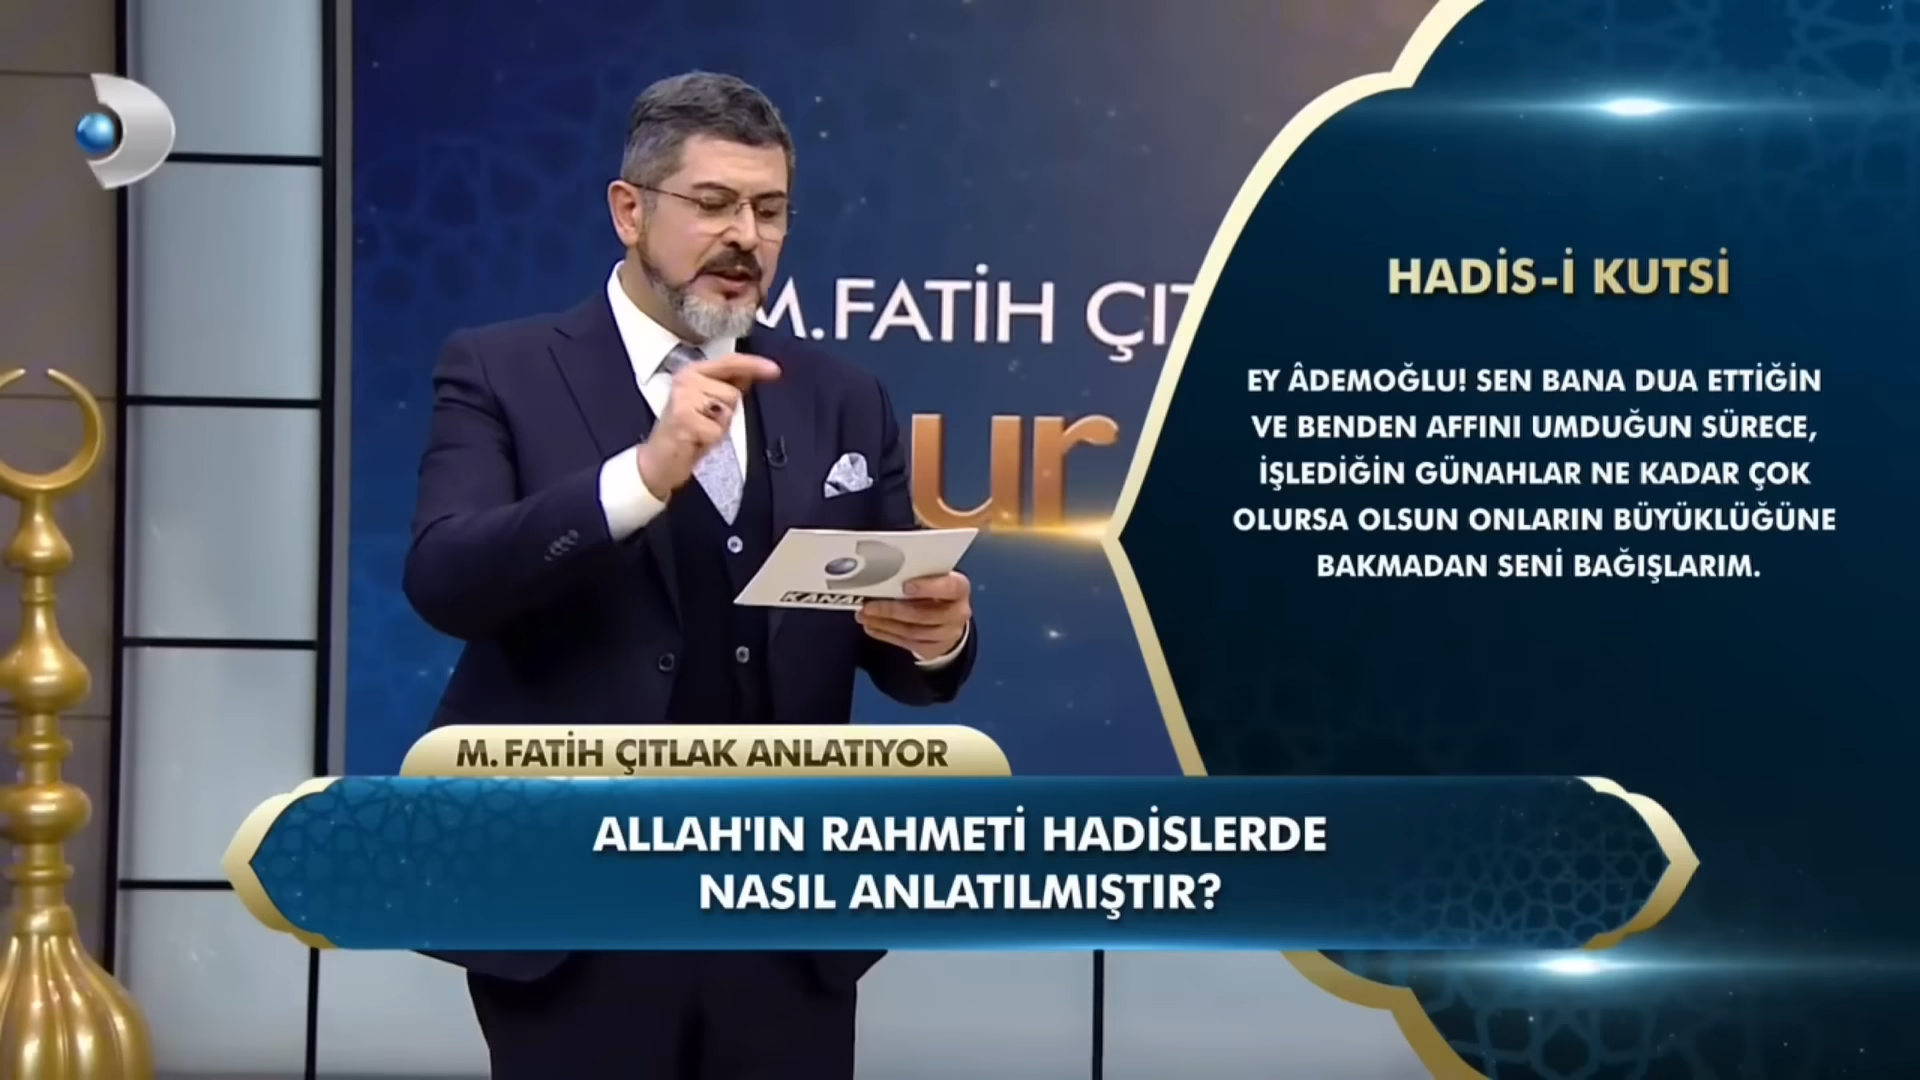 M.FATİH ÇIT
ur
HADİS-İ KUTSİ
EY ÂDEMOĞLU! SEN BANA DUA ETTİĞİN
VE BENDEN AFFINI UMDUĞUN SÜRECE,
İŞLEDİĞİN GÜNAHLAR NE KADAR ÇOK
OLURSA OLSUN ONLARIN BÜYÜKLÜĞÜNE
BAKMADAN SENİ BAĞIŞLARIM.
KANAL
M. FATİH ÇITLAK ANLATIYOR
ALLAH'IN RAHMETİ HADİSLERDE
NASIL ANLATILMIŞTIR?